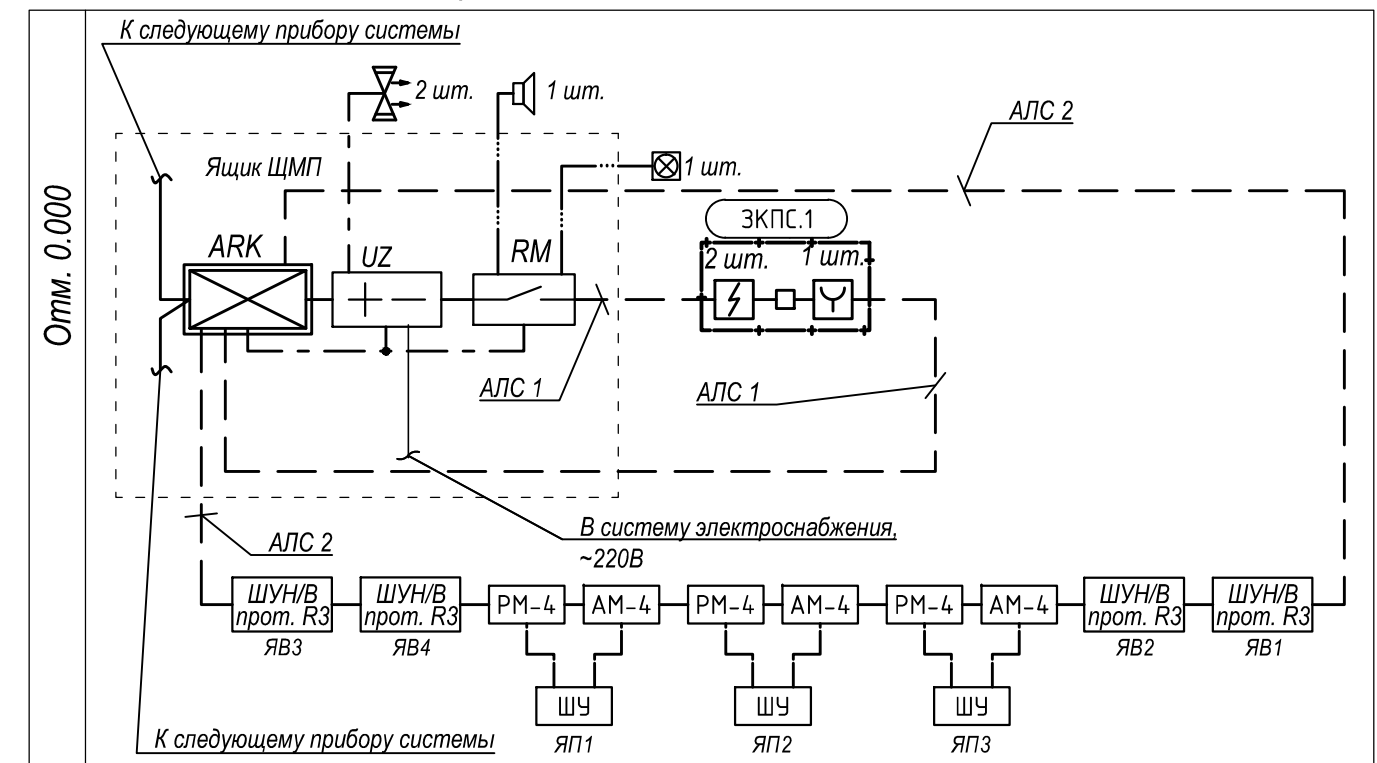 К следующему прибору системы
2 шт.
1 шт.
АЛС 2
Ящик ЩМП
1 шт.
Отм. 0.000
ЗКПС.1
ARK
UZ
RM
2 шт.
1 шт.
АЛС 1
АЛС 1
В систему электроснабжения,
~220В
АЛС 2
ШУН/В
прот. R3
ШУН/В
прот. R3
РМ-4
АМ-4
РМ-4
АМ-4
РМ-4
АМ-4
ШУН/В
прот. R3
ШУН/В
прот. R3
ЯВ3
ЯВ4
ЯВ2
ЯВ1
ШУ
ШУ
ШУ
ЯП1
ЯП2
ЯП3
К следующему прибору системы